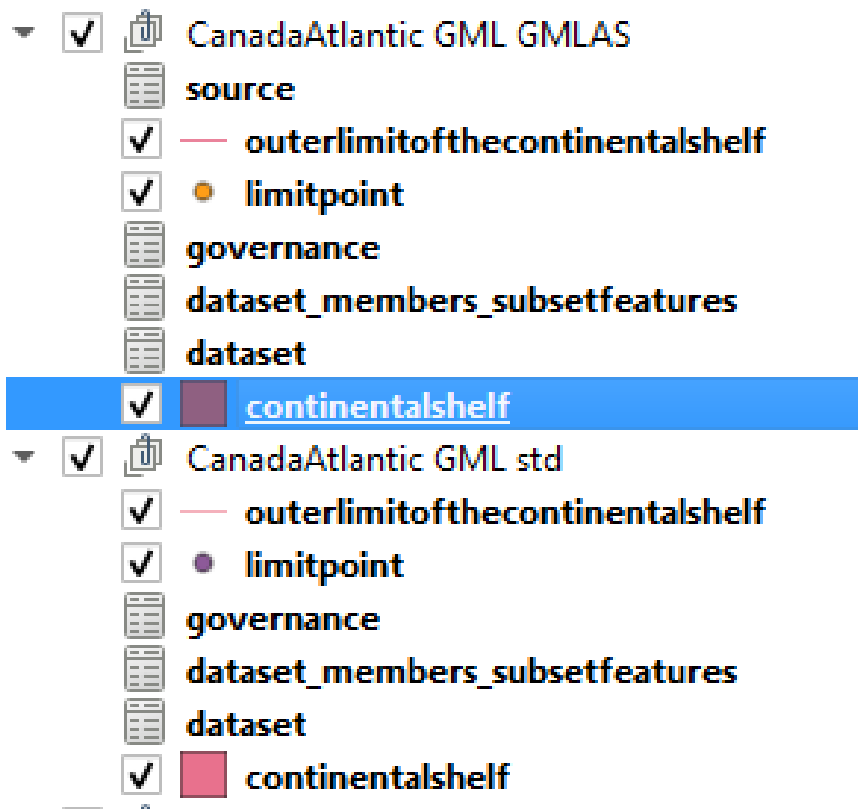 CanadaAtlantic GML GMLAS
source
outerlimitofthecontinentalshelf
limitpoint
governance
dataset_members_subsetfeatures
dataset
continentalshelf
CanadaAtlantic GML std
outerlimitofthecontinentalshelf
limitpoint
governance
dataset_members_subsetfeatures
dataset
continentalshelf